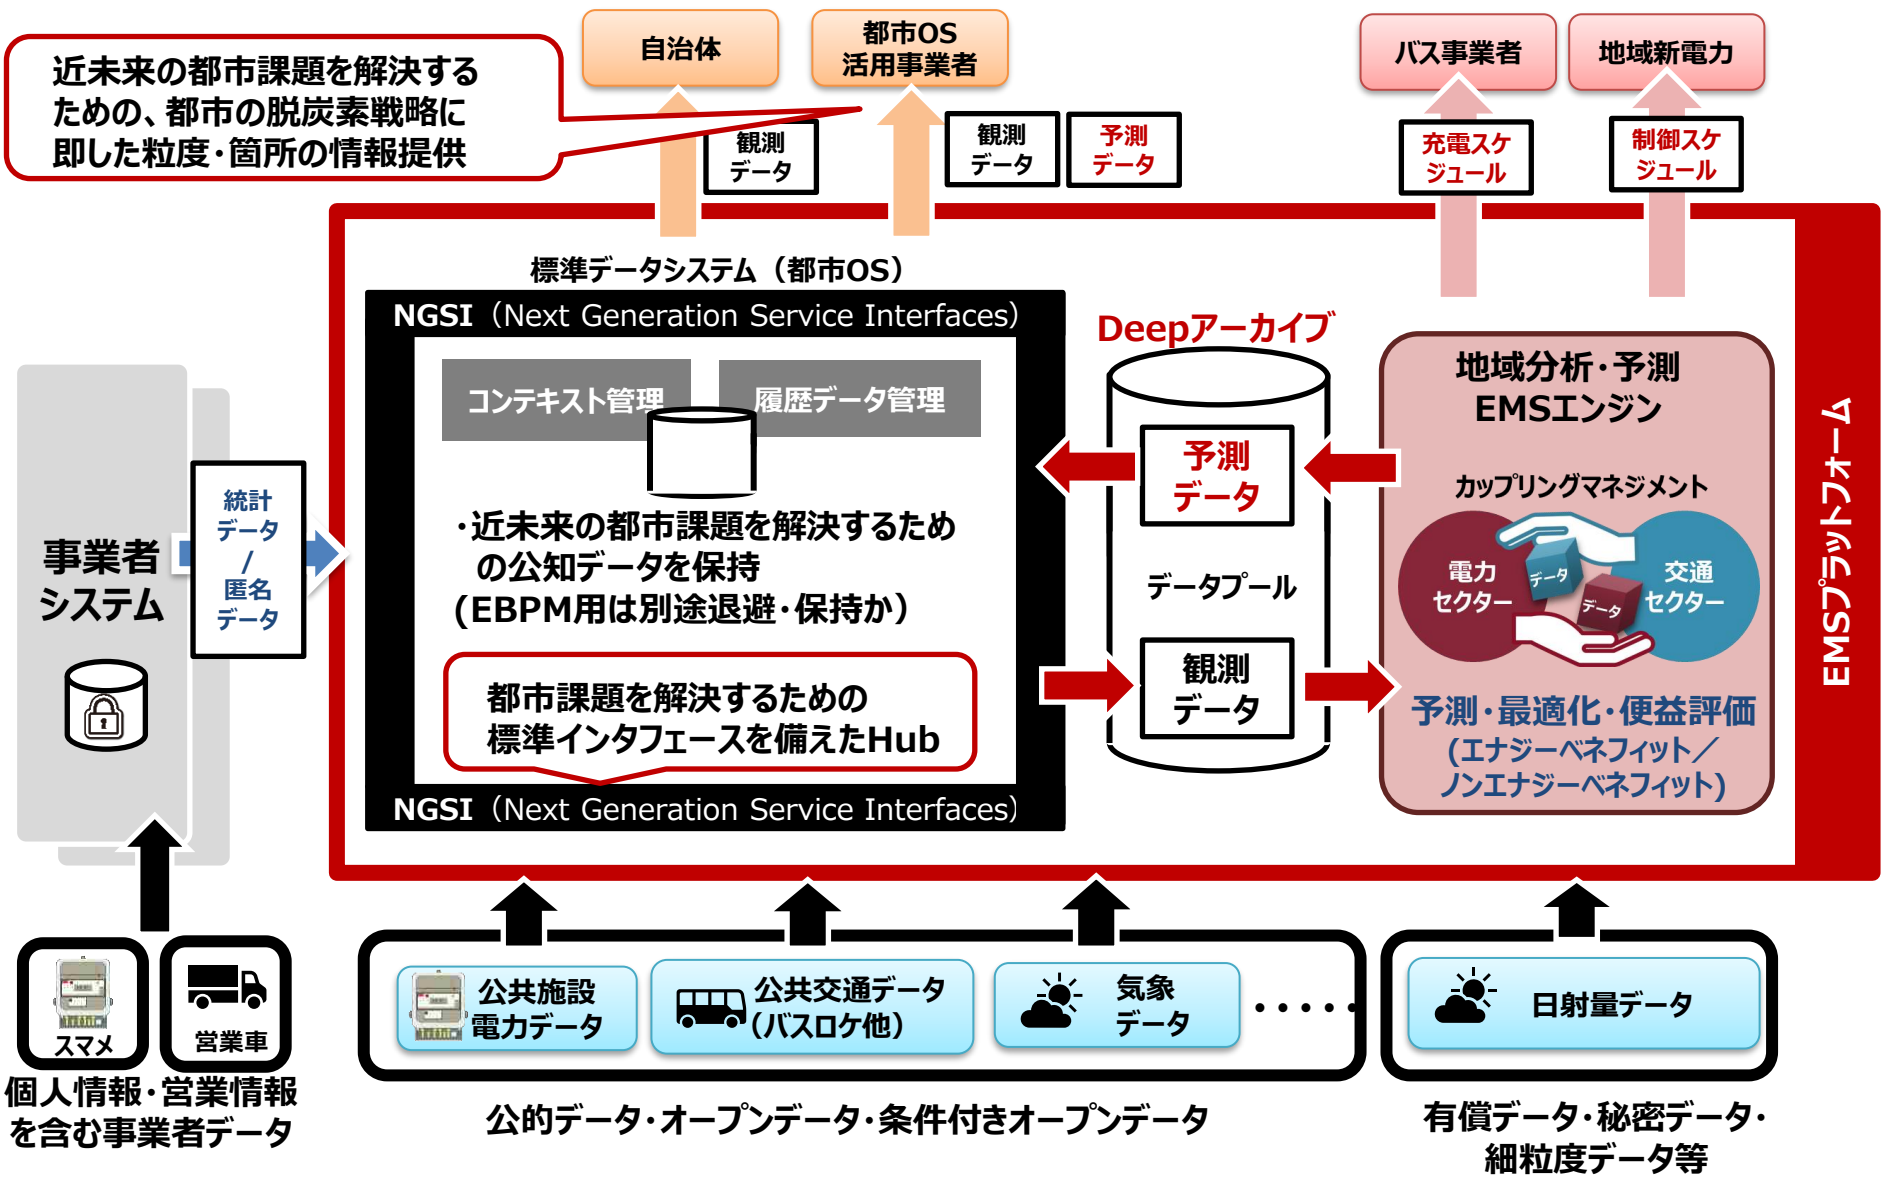 自治体
都市OS
活用事業者
バス事業者
地域新電力
近未来の都市課題を解決する
ための、都市の脱炭素戦略に
即した粒度・箇所の情報提供
観測
データ
観測
データ
予測
データ
充電スケ
ジュール
制御スケ
ジュール
標準データシステム（都市OS）
NGSI（Next Generation Service Interfaces）
コンテキスト管理
履歴データ管理
・近未来の都市課題を解決するため
の公知データを保持
(EBPM用は別途退避・保持か）
都市課題を解決するための
標準インタフェースを備えたHub
NGSI（Next Generation Service Interfaces）
Deepアーカイブ
予測
データ
データプール
観測
データ
地域分析・予測
EMSエンジン
カップリングマネジメント
電力
セクター
データ
データ
交通
セクター
予測・最適化・便益評価
(エナジーベネフィット／
ノンエナジーベネフィット)
EMSプラットフォーム
事業者
システム
統計
データ
/
匿名
データ
スマメ
営業車
個人情報・営業情報
を含む事業者データ
公共施設
電力データ
公共交通データ
（バスロケ他）
気象
データ
・・・・・
日射量データ
公的データ・オープンデータ・条件付きオープンデータ
有償データ・秘密データ・
細粒度データ等